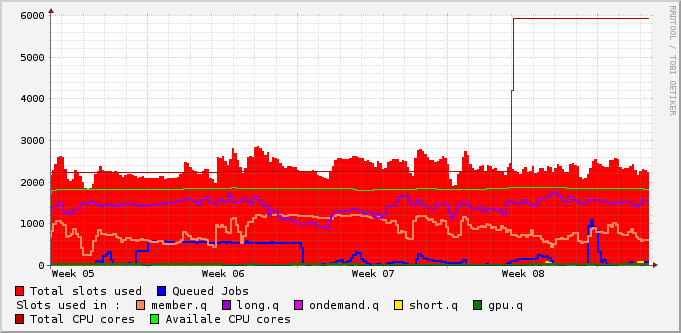 6000
5000
4000
3000
2000
1000
0
Week 05 Week 06 Week 07 Week 08
RRDTOOL / TOBI OETIKER
Total slots used Queued Jobs
Slots used in : member.q long.q ondemand.q short.q gpu.q
Total CPU cores Availale CPU cores